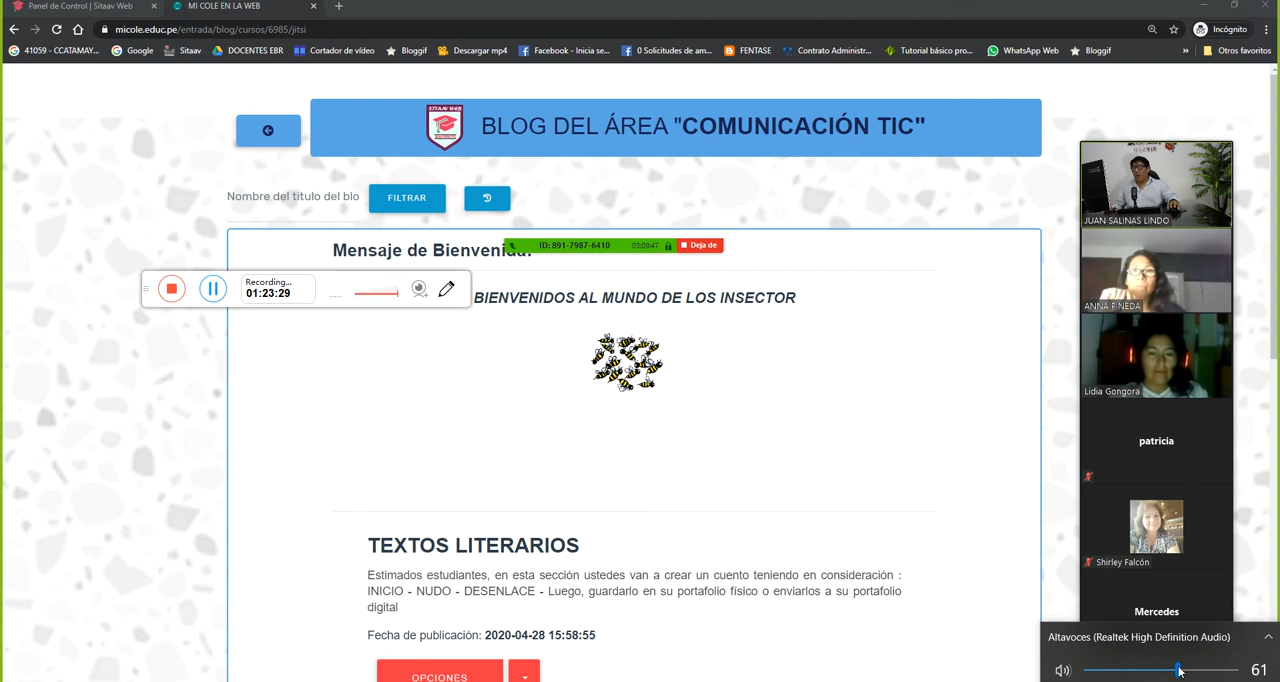 Panel de Control | Sitaav Web
MI COLE EN LA WEB
micole.educ.pe/entrada/blog/cursos/6985/jitsi
Incógnito
41059 - CCATAMAY...
Google
Sitaav
DOCENTES EBR
Cortador de vídeo
Bloggif
Descargar mp4
Facebook - Inicia se...
0 Solicitudes de am...
Contrato Administr...
FENTASE
Tutorial básico pro...
WhatsApp Web
Bloggif
»
Otros favoritos
SITAAV WEB
BLOG DEL ÁREA "COMUNICACIÓN TIC"
Nombre del titulo del blo
FILTRAR
Mensaje de Bienvenida:
ID: 891-7987-6410
03:09:47
Deja de
Recording...
01:23:29
BIENVENIDOS AL MUNDO DE LOS INSECTOR
TEXTOS LITERARIOS
Estimados estudiantes, en esta sección ustedes van a crear un cuento teniendo en consideración :
INICIO - NUDO - DESENLACE - Luego, guardarlo en su portafolio físico o enviarlos a su portafolio
digital
Fecha de publicación: 2020-04-28 15:58:55
OPCIONES
JUAN SALINAS LINDO
ANNA PINEDA
Lidia Gongora
patricia
Shirley Falcón
Mercedes
Altavoces (Realtek High Definition Audio)
61